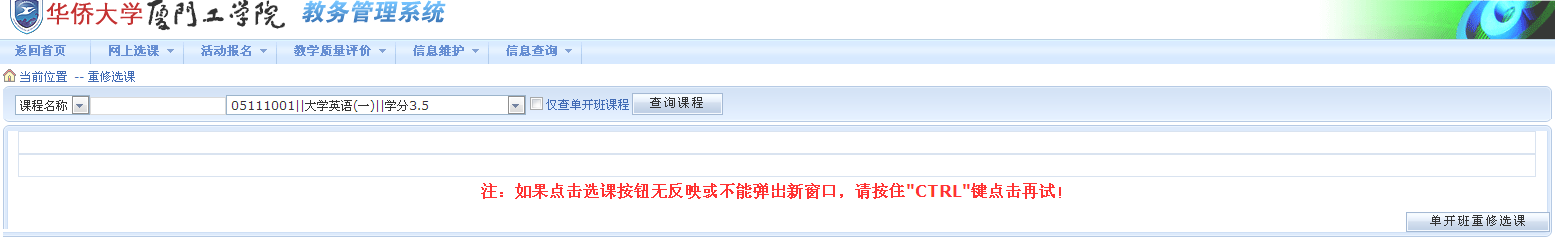 华侨大学厦门工学院 教务管理系统
返回首页 网上选课 活动报名 教学质量评价 信息维护 信息查询
当前位置 -- 重修选课
课程名称 05111001||大学英语(一)||学分3.5 仅查单开班课程 查询课程
注：如果点击选课按钮无反映或不能弹出新窗口，请按住"CTRL"键点击再试!
单开班重修选课